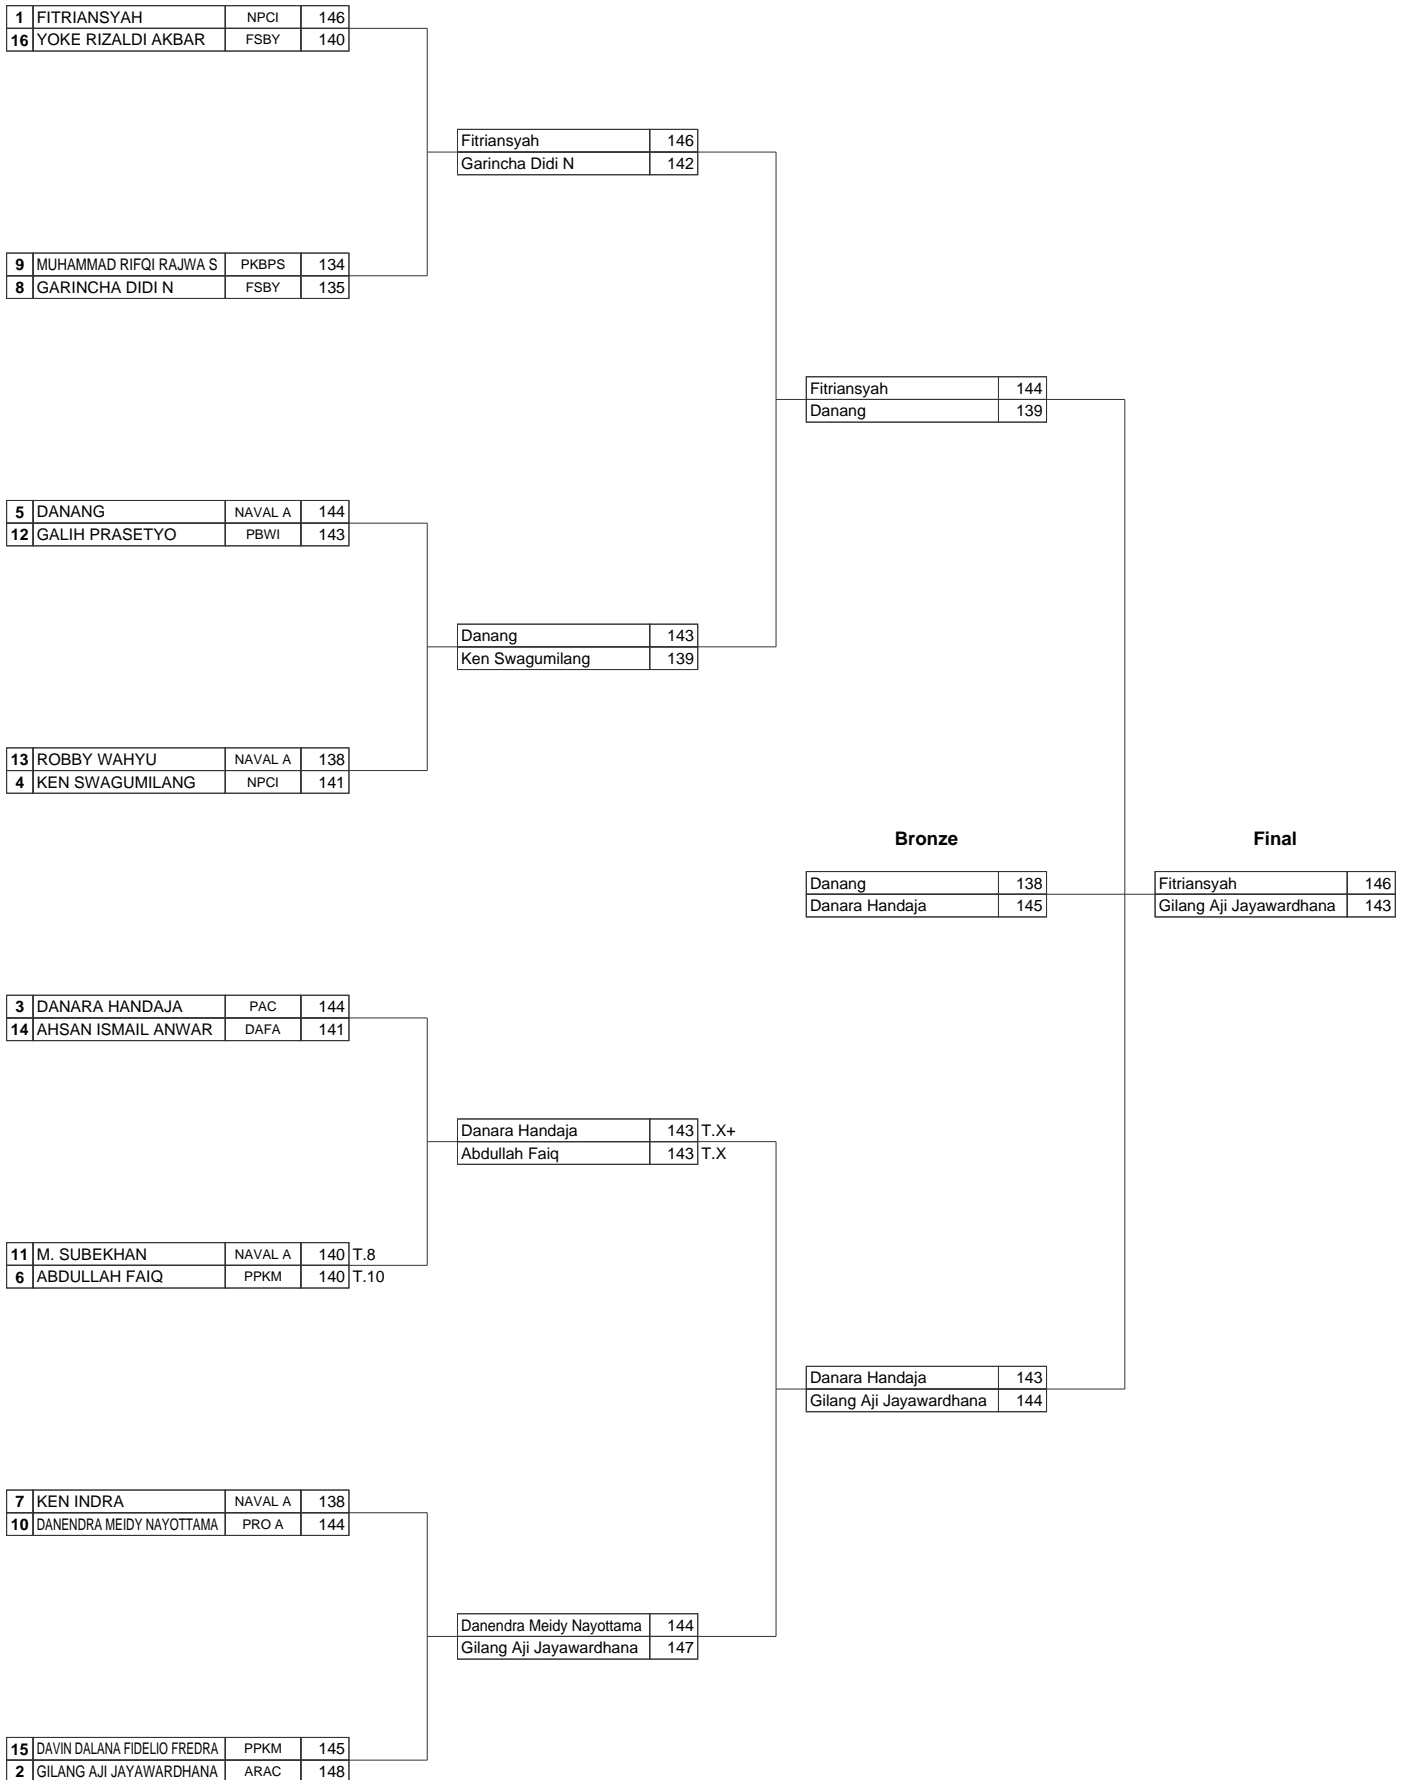 1 FITRIANSYAH NPCI 146
16 YOKE RIZALDI AKBAR FSBY 140
Fitriansyah 146
Garincha Didi N 142
9 MUHAMMAD RIFQI RAJWA S PKBPS 134
8 GARINCHA DIDI N FSBY 135
Fitriansyah 144
Danang 139
5 DANANG NAVAL A 144
12 GALIH PRASETYO PBWI 143
Danang 143
Ken Swagumilang 139
13 ROBBY WAHYU NAVAL A 138
4 KEN SWAGUMILANG NPCI 141
Bronze Final
Danang 138 Fitriansyah 146
Danara Handaja 145 Gilang Aji Jayawardhana 143
3 DANARA HANDAJA PAC 144
14 AHSAN ISMAIL ANWAR DAFA 141
Danara Handaja 143 T.X+
Abdullah Faiq 143 T.X
11 M. SUBEKHAN NAVAL A 140 T.8
6 ABDULLAH FAIQ PPKM 140 T.10
Danara Handaja 143
Gilang Aji Jayawardhana 144
7 KEN INDRA NAVAL A 138
10 DANENDRA MEIDY NAYOTTAMA PRO A 144
Danendra Meidy Nayottama 144
Gilang Aji Jayawardhana 147
15 DAVIN DALANA FIDELIO FREDRA PPKM 145
2 GILANG AJI JAYAWARDHANA ARAC 148